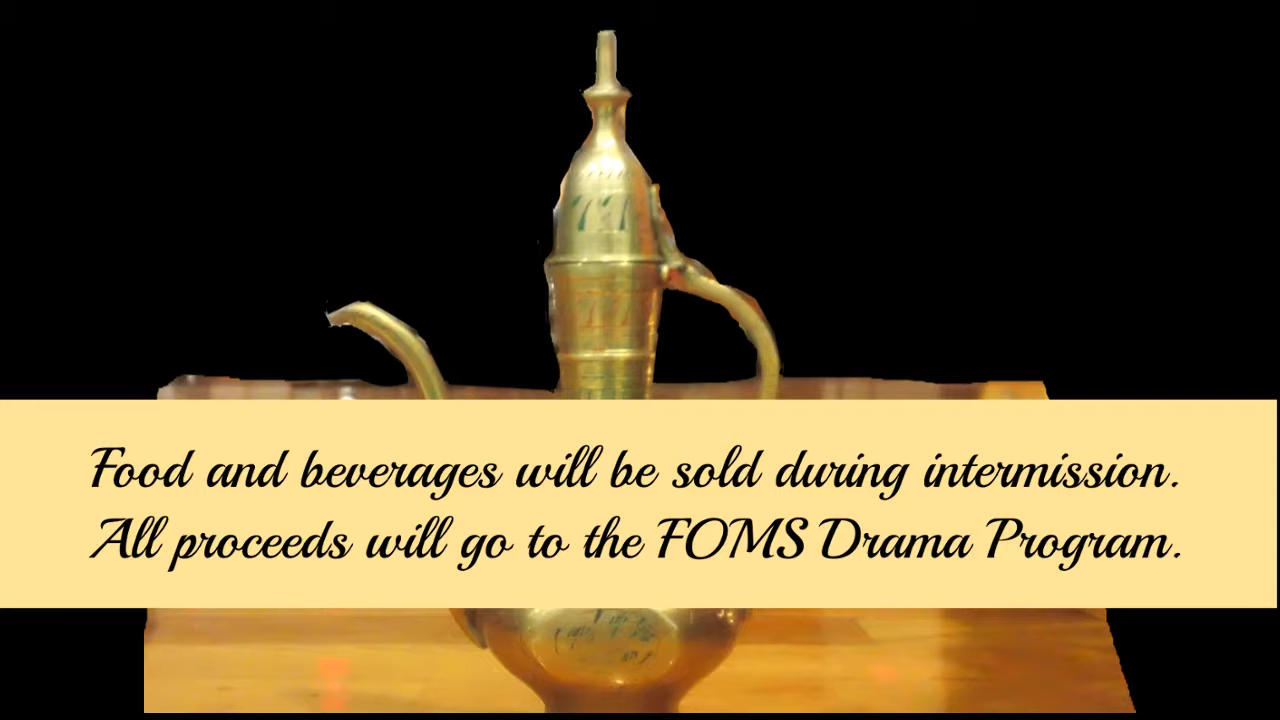 Food and beverages will be sold during intermission.
All proceeds will go to the FOMS Drama Program.